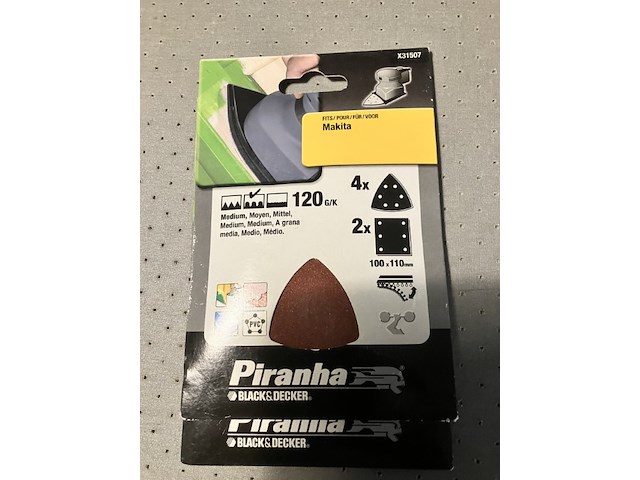 X31507
FITS / POUR / FÜR / VOOR
Makita
120 G/K
Medium, Moyen, Mittel,
Medium, Medium, A grana
media, Medio, Médio.
4x
2x
100 x 110mm
PVC
Piranha
BLACK&DECKER®
Piranha
BLACK&DECKER®